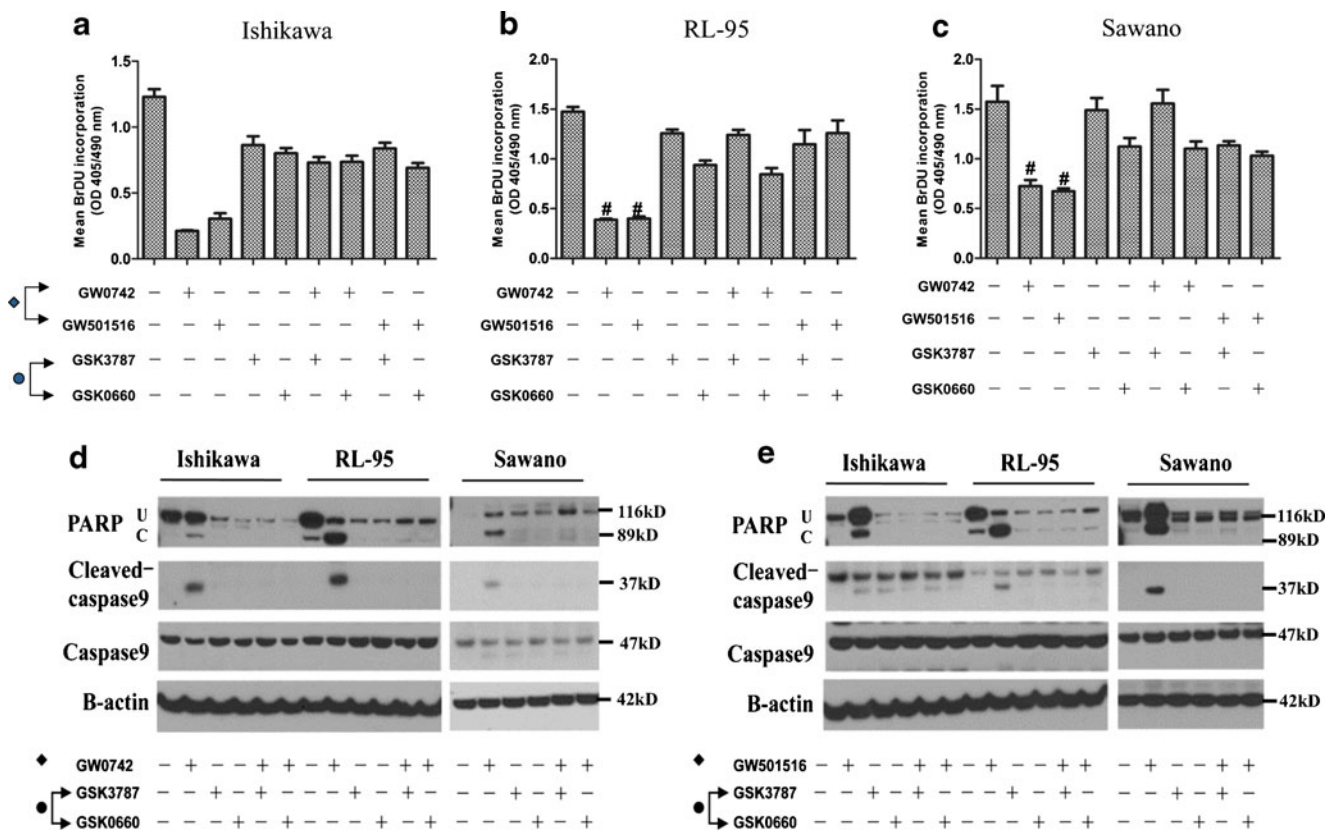 a
Ishikawa
Mean BrDU incorporation
(OD 405/490 nm)
1.5
1.0
0.5
0.0
b
RL-95
Mean BrDU incorporation
(OD 405/490 nm)
2.0
1.5
1.0
0.5
0.0
# #
c
Sawano
Mean BrDU incorporation
(OD 405/490 nm)
2.0
1.5
1.0
0.5
0.0
# #
GW0742 − + − − − + + − −
GW501516 − − + − − − − + +
GSK3787 − − − + − + − + −
GSK0660 − − − − + − + − +
GW0742 − + − − − + + − −
GW501516 − − + − − − − + +
GSK3787 − − − + − + − + −
GSK0660 − − − − + − + − +
GW0742 − + − − − + + − −
GW501516 − − + − − − − + +
GSK3787 − − − + − + − + −
GSK0660 − − − − + − + − +
d
Ishikawa RL-95 Sawano
PARP U
C
116kD
89kD
Cleaved–
caspase9
37kD
Caspase9
47kD
B-actin
42kD
GW0742 − + − − + + − + − − + + − + − − + +
GSK3787 − − + − + − − − + − + − − − + − + −
GSK0660 − − − + − + − − − + − + − − − + − +
e
Ishikawa RL-95 Sawano
PARP U
C
116kD
89kD
Cleaved–
caspase9
37kD
Caspase9
47kD
B-actin
42kD
GW501516 − + − − + + − + − − + + − + − − + +
GSK3787 − − + − + − − − + − + − − − + − + −
GSK0660 − − − + − + − − − + − + − − − + − +